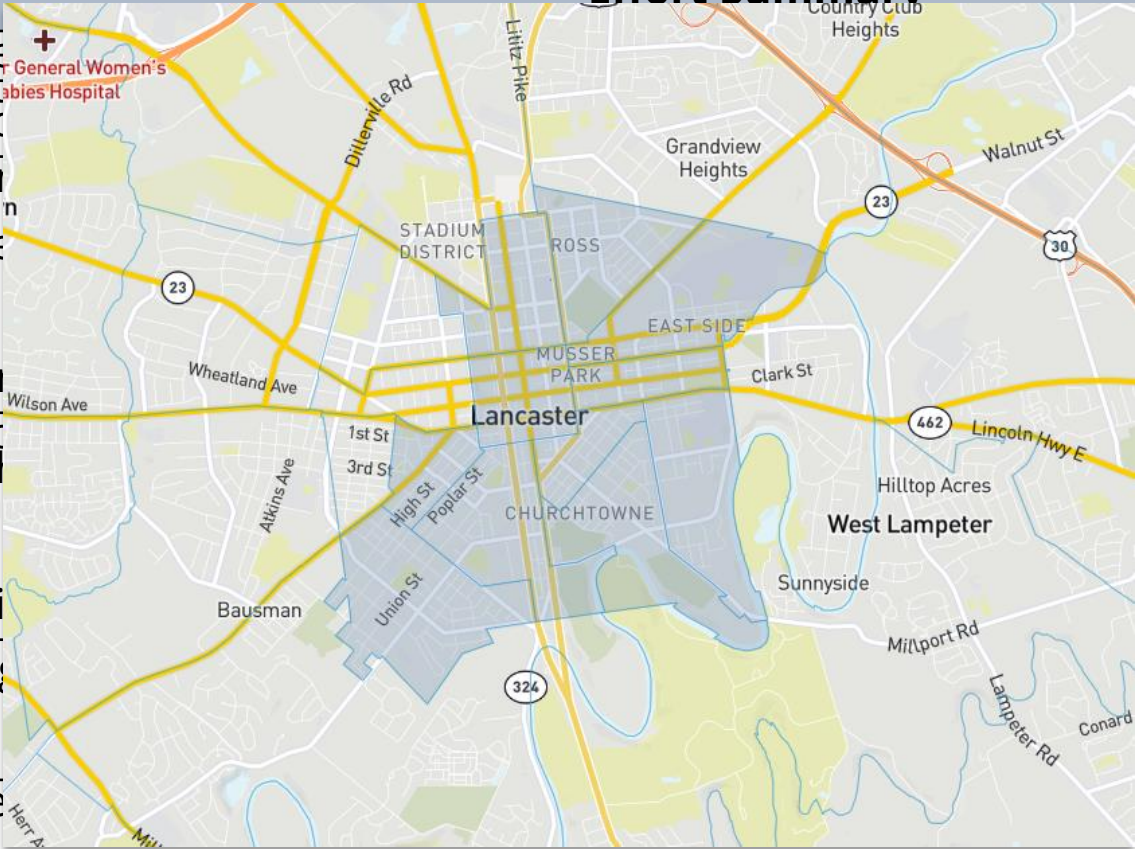 Country Club
Heights
r General Women's
abies Hospital
Lititz Pike
Dillerville Rd
Grandview
Heights
Walnut St
23
n
STADIUM
DISTRICT
ROSS
30
23
EAST SIDE
MUSSER
PARK
Wheatland Ave
Clark St
Wilson Ave
Lancaster
462
Lincoln Hwy E
1st St
3rd St
Atkins Ave
High St
Poplar St
Hilltop Acres
CHURCHTOWNE
West Lampeter
Sunnyside
Union St
Bausman
Millport Rd
324
Lampeter Rd
Conard
Herr A